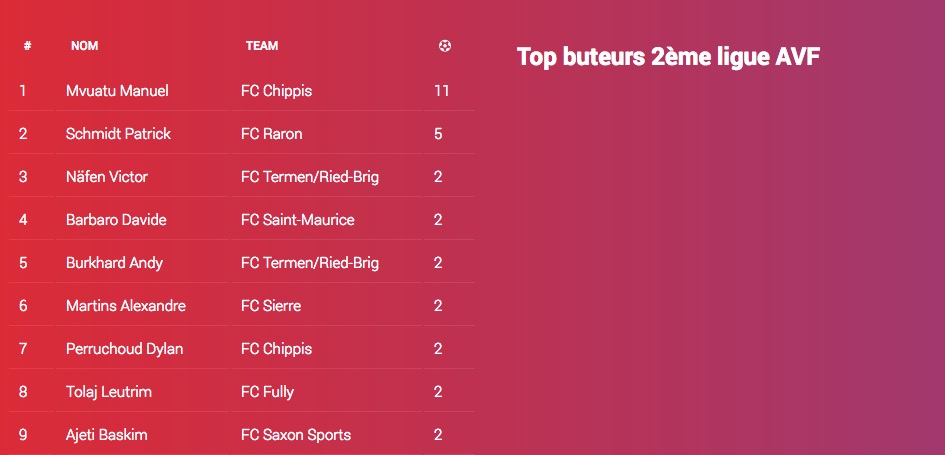 # NOM TEAM
1 Mvuatu Manuel FC Chippis 11
2 Schmidt Patrick FC Raron 5
3 Näfen Victor FC Termen/Ried-Brig 2
4 Barbaro Davide FC Saint-Maurice 2
5 Burkhard Andy FC Termen/Ried-Brig 2
6 Martins Alexandre FC Sierre 2
7 Perruchoud Dylan FC Chippis 2
8 Tolaj Leutrim FC Fully 2
9 Ajeti Baskim FC Saxon Sports 2
Top buteurs 2ème ligue AVF